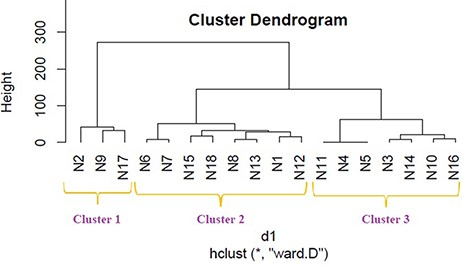 Cluster Dendrogram
Height
300
200
100
0
N2 N9 N17 N6 N7 N15 N18 N8 N13 N1 N12 N11 N4 N5 N3 N14 N10 N16
Cluster 1 Cluster 2 Cluster 3
d1
hclust (*, "ward.D")